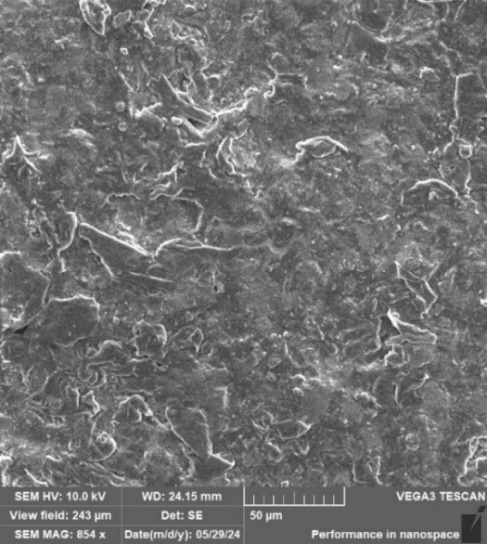 SEM HV: 10.0 kV WD: 24.15 mm VEGA3 TESCAN
View field: 243 µm Det: SE 50 µm
SEM MAG: 854 x Date(m/d/y): 05/29/24 Performance in nanospace